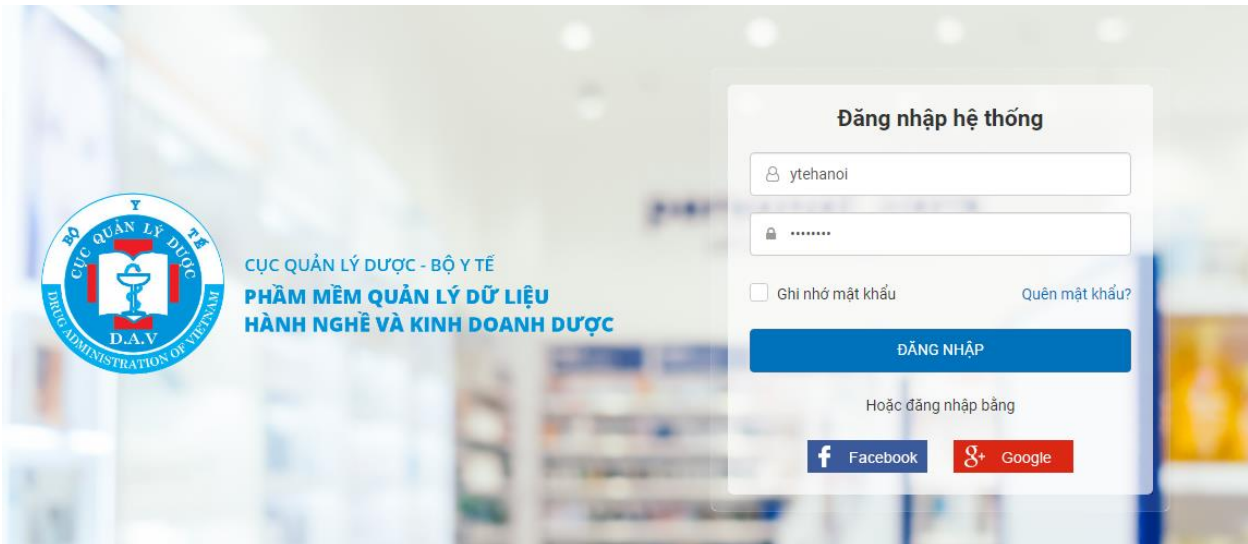 BỘ Y TẾ
CỤC QUẢN LÝ DƯỢC
D.A.V
DRUG ADMINISTRATION OF VIETNAM
CỤC QUẢN LÝ DƯỢC - BỘ Y TẾ
PHẦM MỀM QUẢN LÝ DỮ LIỆU
HÀNH NGHỀ VÀ KINH DOANH DƯỢC
Đăng nhập hệ thống
ytehanoi
••••••••
Ghi nhớ mật khẩu
Quên mật khẩu?
ĐĂNG NHẬP
Hoặc đăng nhập bằng
f Facebook
g+ Google